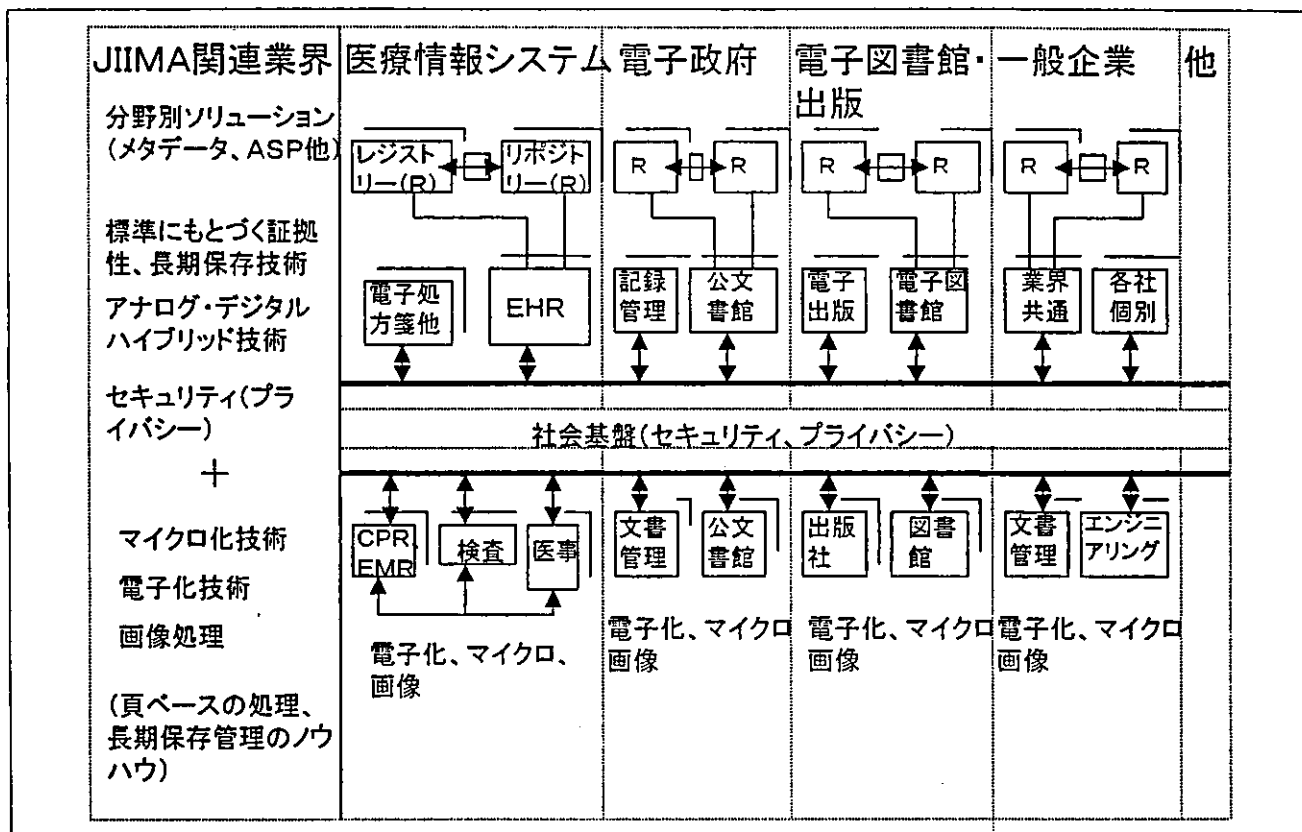 JIIMA関連業界
医療情報システム
電子政府
電子図書館・
出版
一般企業
他
分野別ソリューション
(メタデータ、ASP他)
標準にもとづく証拠
性、長期保存技術
アナログ・デジタル
ハイブリッド技術
セキュリティ(プラ
イバシー)
+
マイクロ化技術
電子化技術
画像処理
(頁ベースの処理、
長期保存管理のノウ
ハウ)
レジスト
リー(R)
リポジト
リー(R)
R
R
R
R
R
R
電子処
方箋他
EHR
記録
管理
公文
書館
電子
出版
電子図
書館
業界
共通
各社
個別
社会基盤(セキュリティ、プライバシー)
CPR
EMR
検査
医事
文書
管理
公文
書館
出版
社
図書
館
文書
管理
エンジニ
アリング
電子化、マイクロ、
画像
電子化、マイクロ
画像
電子化、マイクロ
画像
電子化、マイクロ
画像